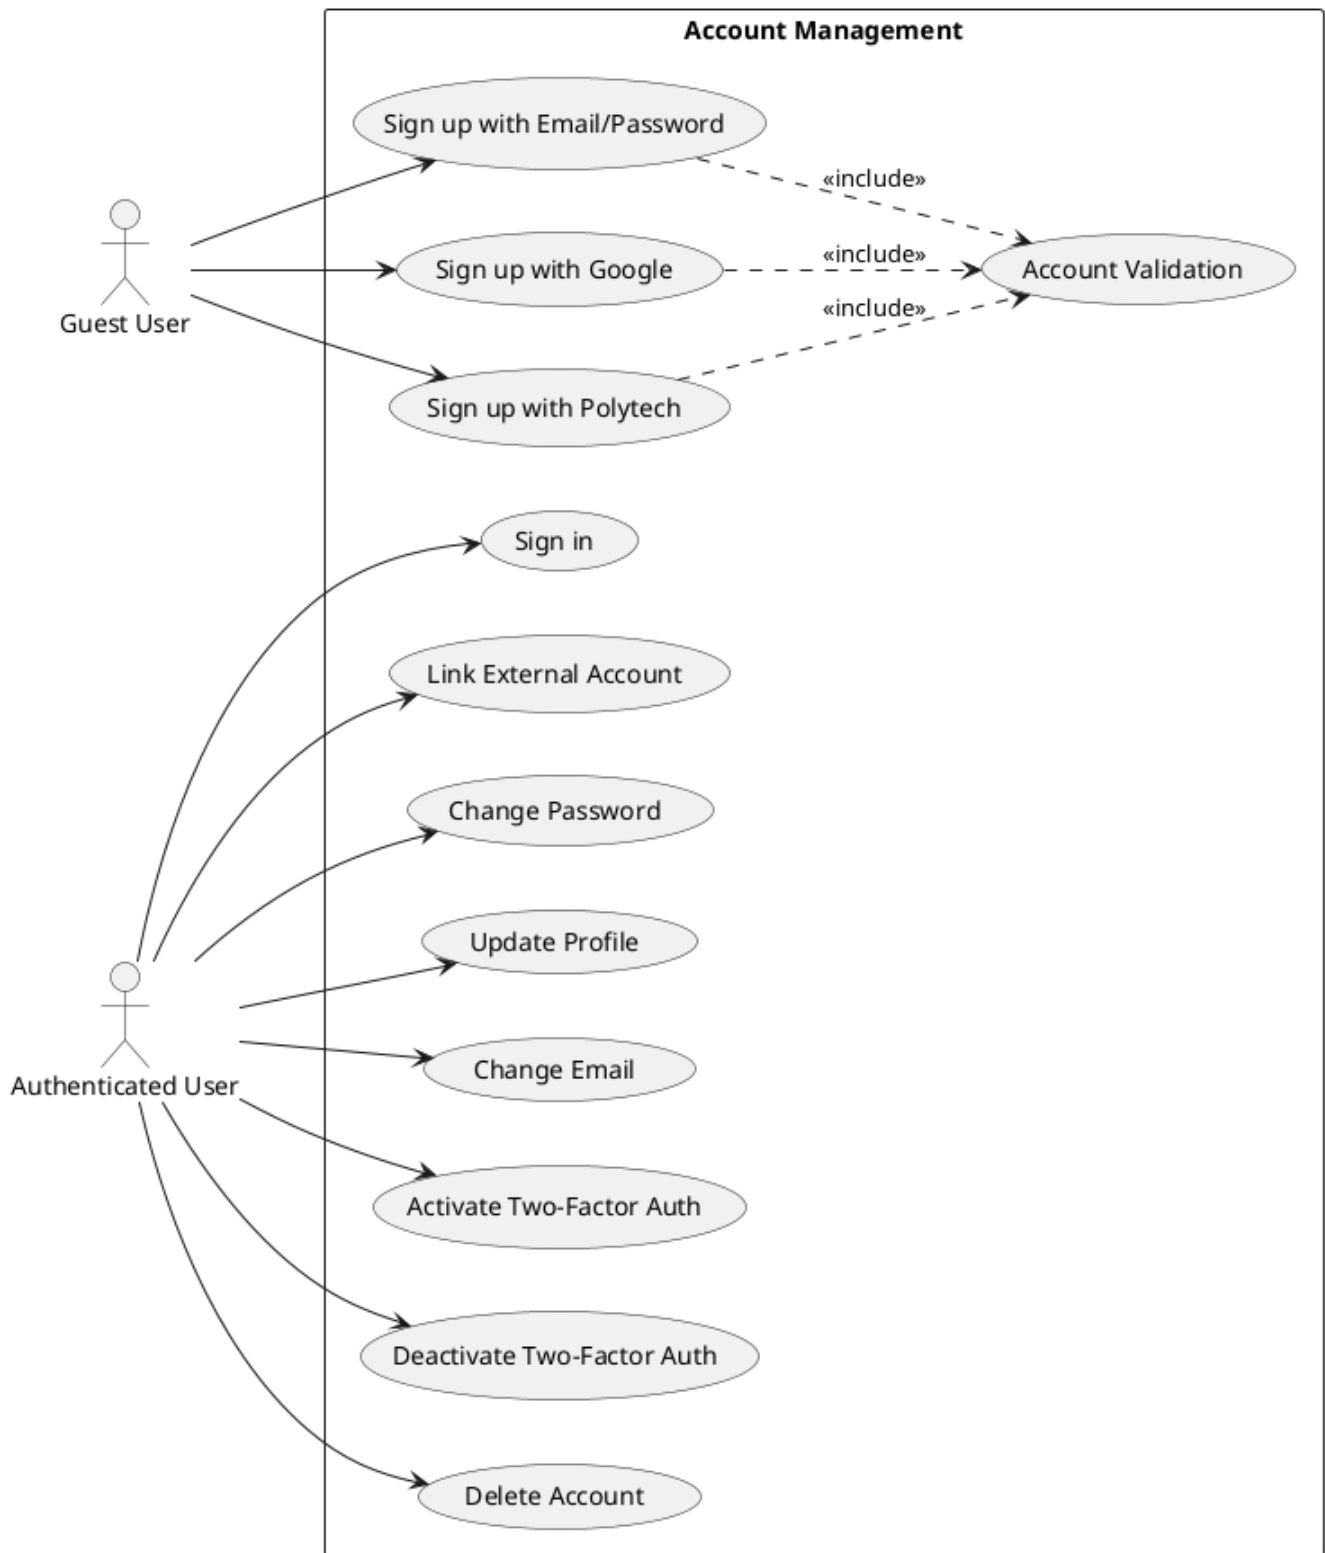 Account Management
Sign up with Email/Password
«include»
Guest User
Sign up with Google
«include»
Account Validation
«include»
Sign up with Polytech
Sign in
Link External Account
Change Password
Update Profile
Change Email
Authenticated User
Activate Two-Factor Auth
Deactivate Two-Factor Auth
Delete Account